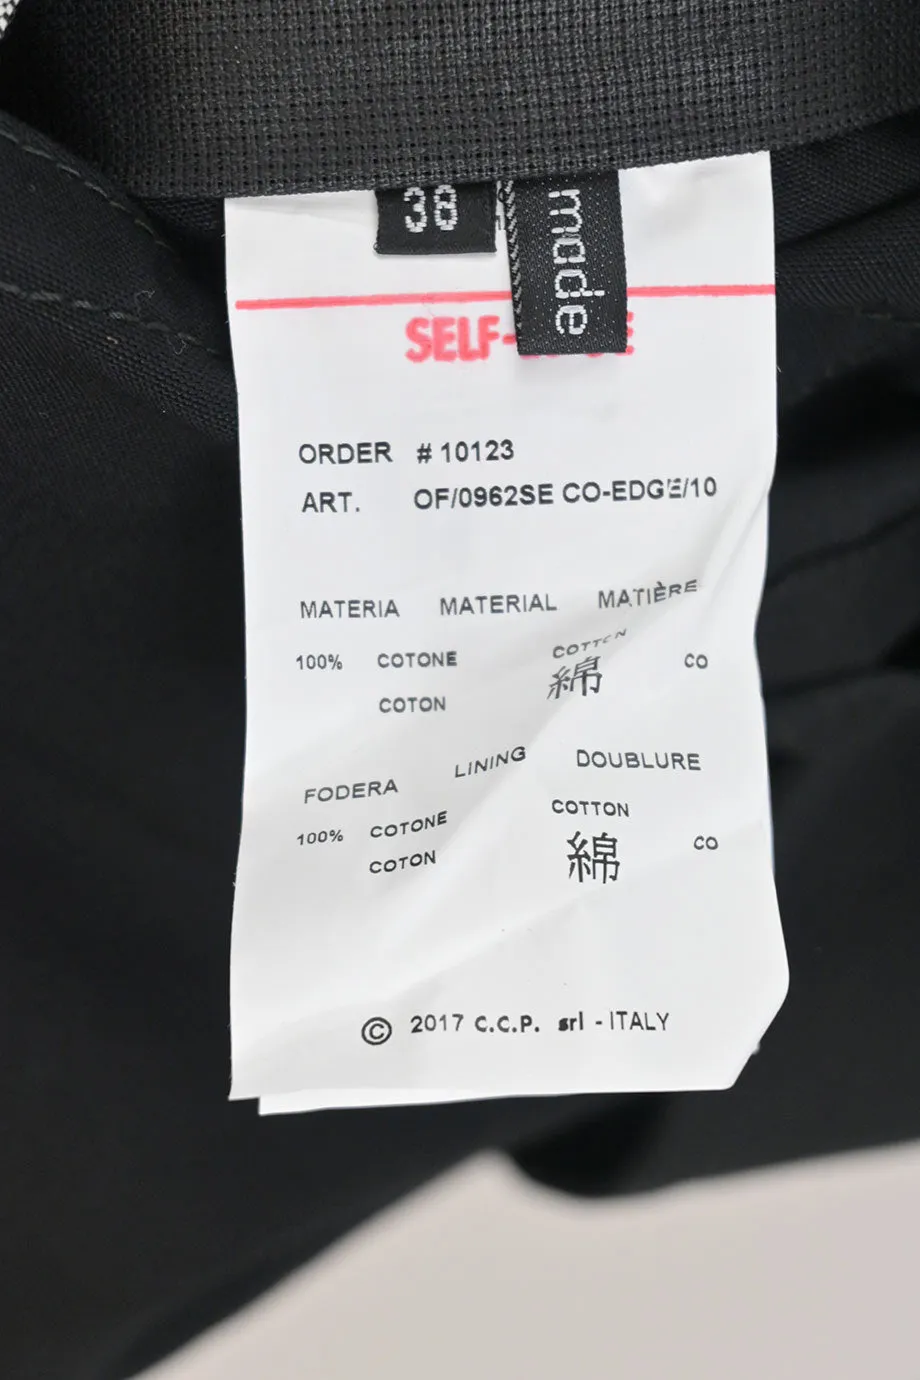 38
made
SELF-
ORDER # 10123
ART. OF/0962SE CO-EDGE/10
MATERIA MATERIAL MATIÈRE
100% COTONE COTTON CO
COTON 綿
FODERA LINING DOUBLURE
100% COTONE COTTON CO
COTON 綿
© 2017 C.C.P. srl - ITALY